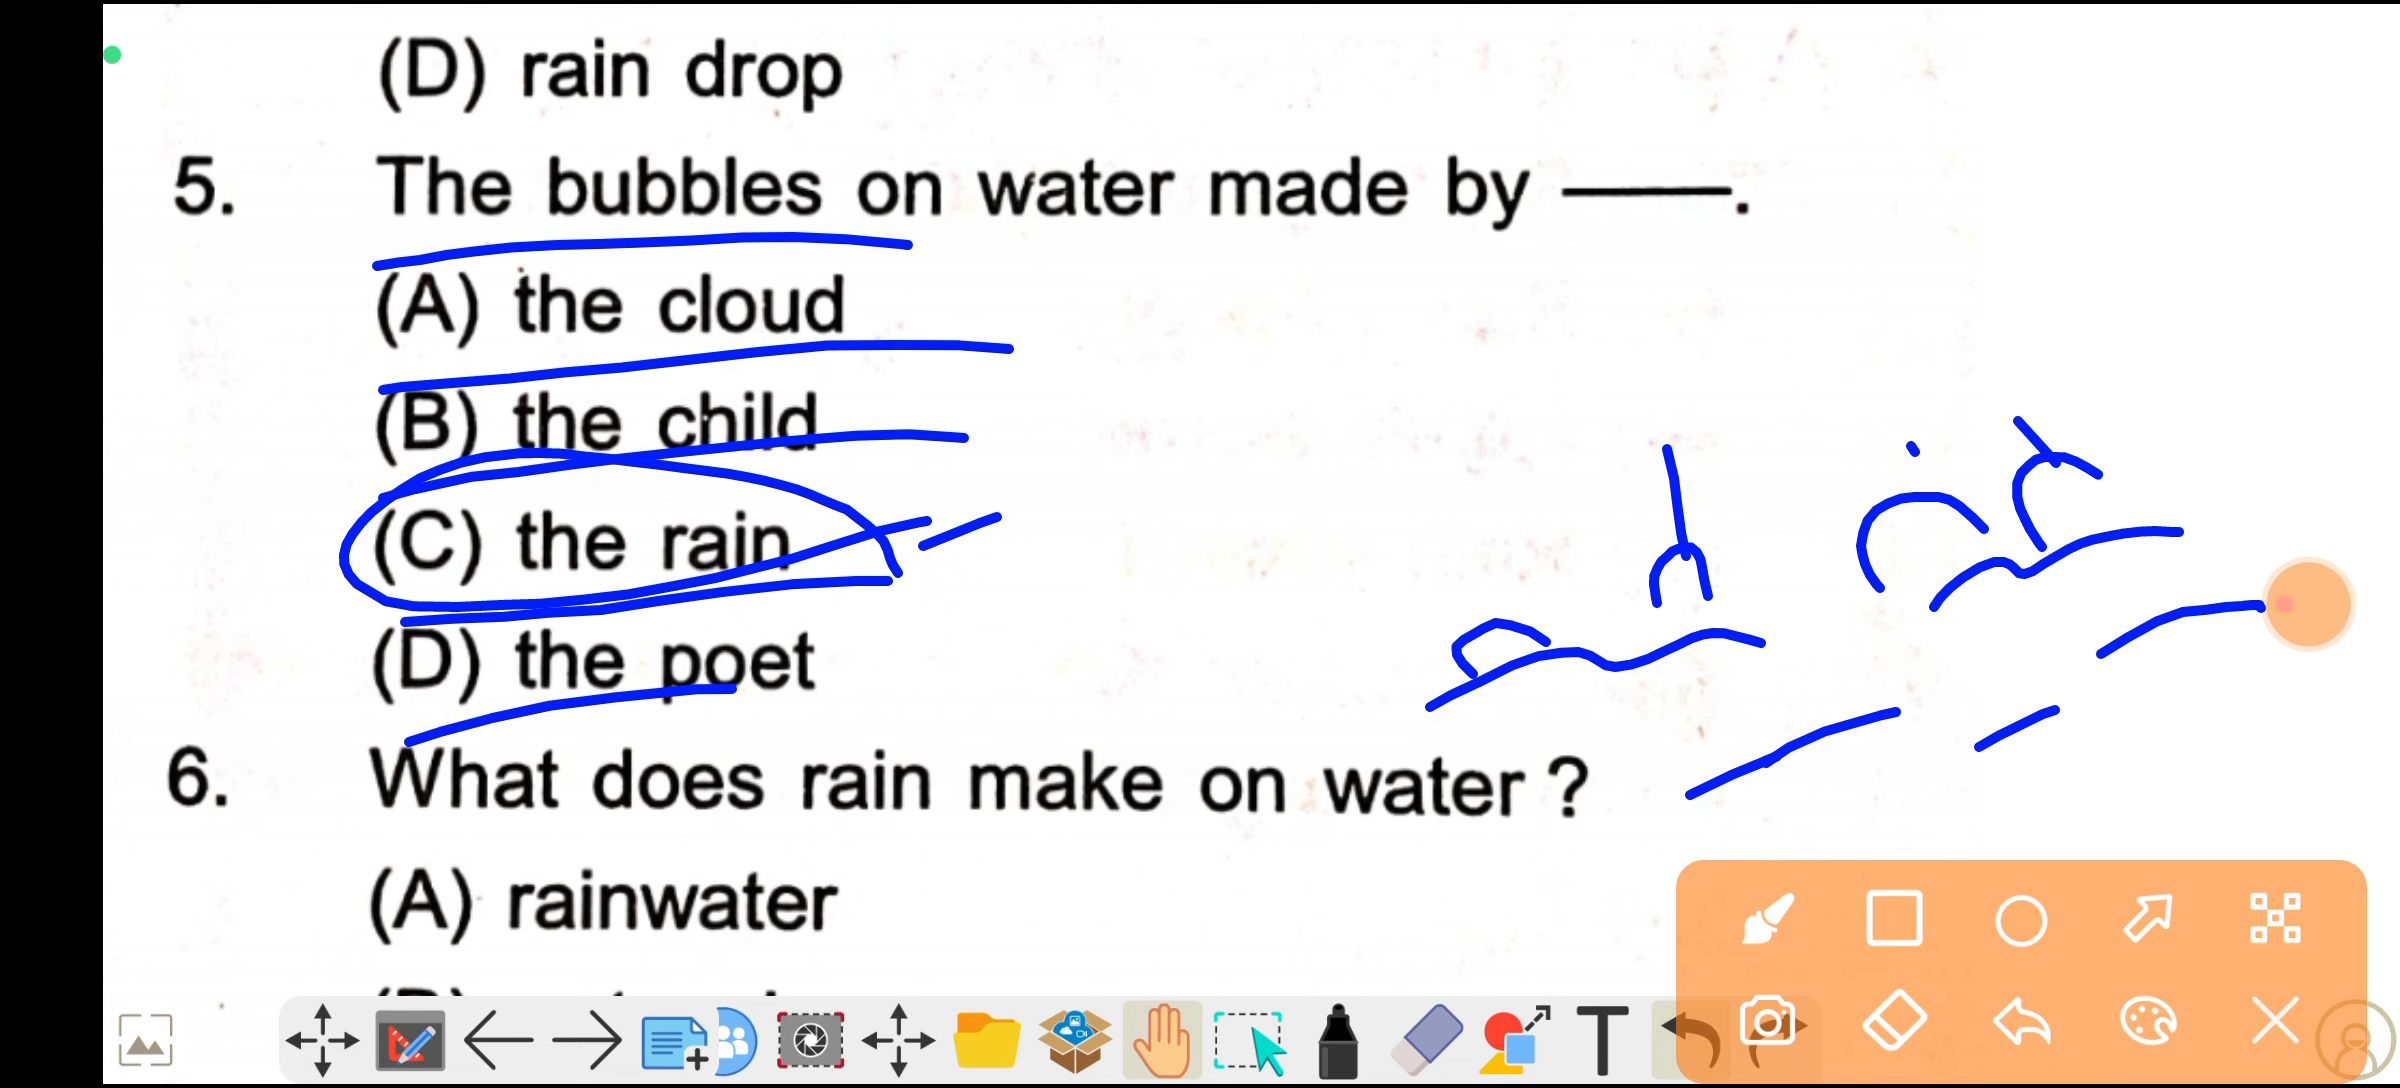 (D) rain drop
5. The bubbles on water made by ——.
(A) the cloud
(B) the child
(C) the rain
(D) the poet
6. What does rain make on water ?
(A) rainwater